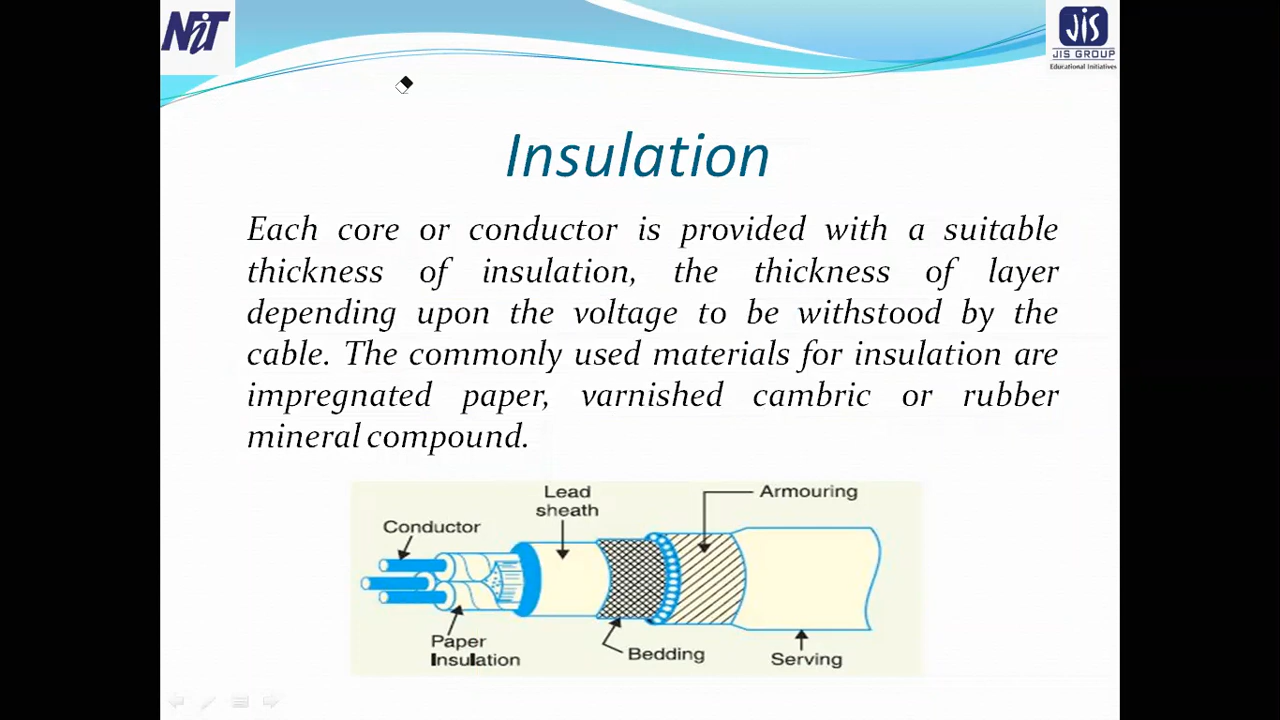 NiT
JIS
JIS GROUP
Educational Initiatives
Insulation
Each core or conductor is provided with a suitable
thickness of insulation, the thickness of layer
depending upon the voltage to be withstood by the
cable. The commonly used materials for insulation are
impregnated paper, varnished cambric or rubber
mineral compound.
Lead
sheath
Armouring
Conductor
Paper
Insulation
Bedding
Serving